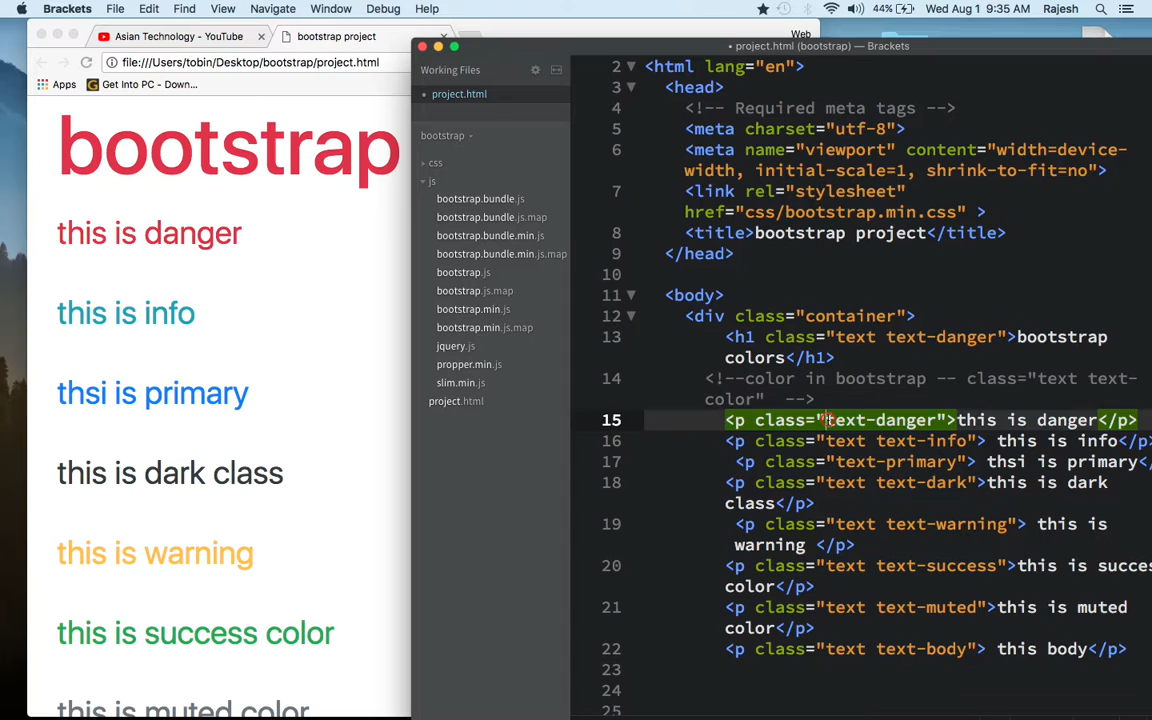 Brackets File Edit Find View Navigate Window Debug Help 44% Wed Aug 1 9:35 AM Rajesh
Asian Technology - YouTube × bootstrap project Web
file:///Users/tobin/Desktop/bootstrap/project.html
Apps Get Into PC - Down...
bootstrap
this is danger
this is info
thsi is primary
this is dark class
this is warning
this is success color
this is muted color
• project.html (bootstrap) — Brackets
Working Files
• project.html
bootstrap
css
js
bootstrap.bundle.js
bootstrap.bundle.js.map
bootstrap.bundle.min.js
bootstrap.bundle.min.js.map
bootstrap.js
bootstrap.js.map
bootstrap.min.js
bootstrap.min.js.map
jquery.js
propper.min.js
slim.min.js
project.html
2 <html lang="en">
3 <head>
4 <!-- Required meta tags -->
5 <meta charset="utf-8">
6 <meta name="viewport" content="width=device-
width, initial-scale=1, shrink-to-fit=no">
7 <link rel="stylesheet"
href="css/bootstrap.min.css" >
8 <title>bootstrap project</title>
9 </head>
10
11 <body>
12 <div class="container">
13 <h1 class="text text-danger">bootstrap
colors</h1>
14 <!--color in bootstrap -- class="text text-
color" -->
15 <p class="text-danger">this is danger</p>
16 <p class="text text-info"> this is info</p>
17 <p class="text-primary"> thsi is primary</
18 <p class="text text-dark">this is dark
class</p>
19 <p class="text text-warning"> this is
warning </p>
20 <p class="text text-success">this is succes
color</p>
21 <p class="text text-muted">this is muted
color</p>
22 <p class="text text-body"> this body</p>
23
24
25